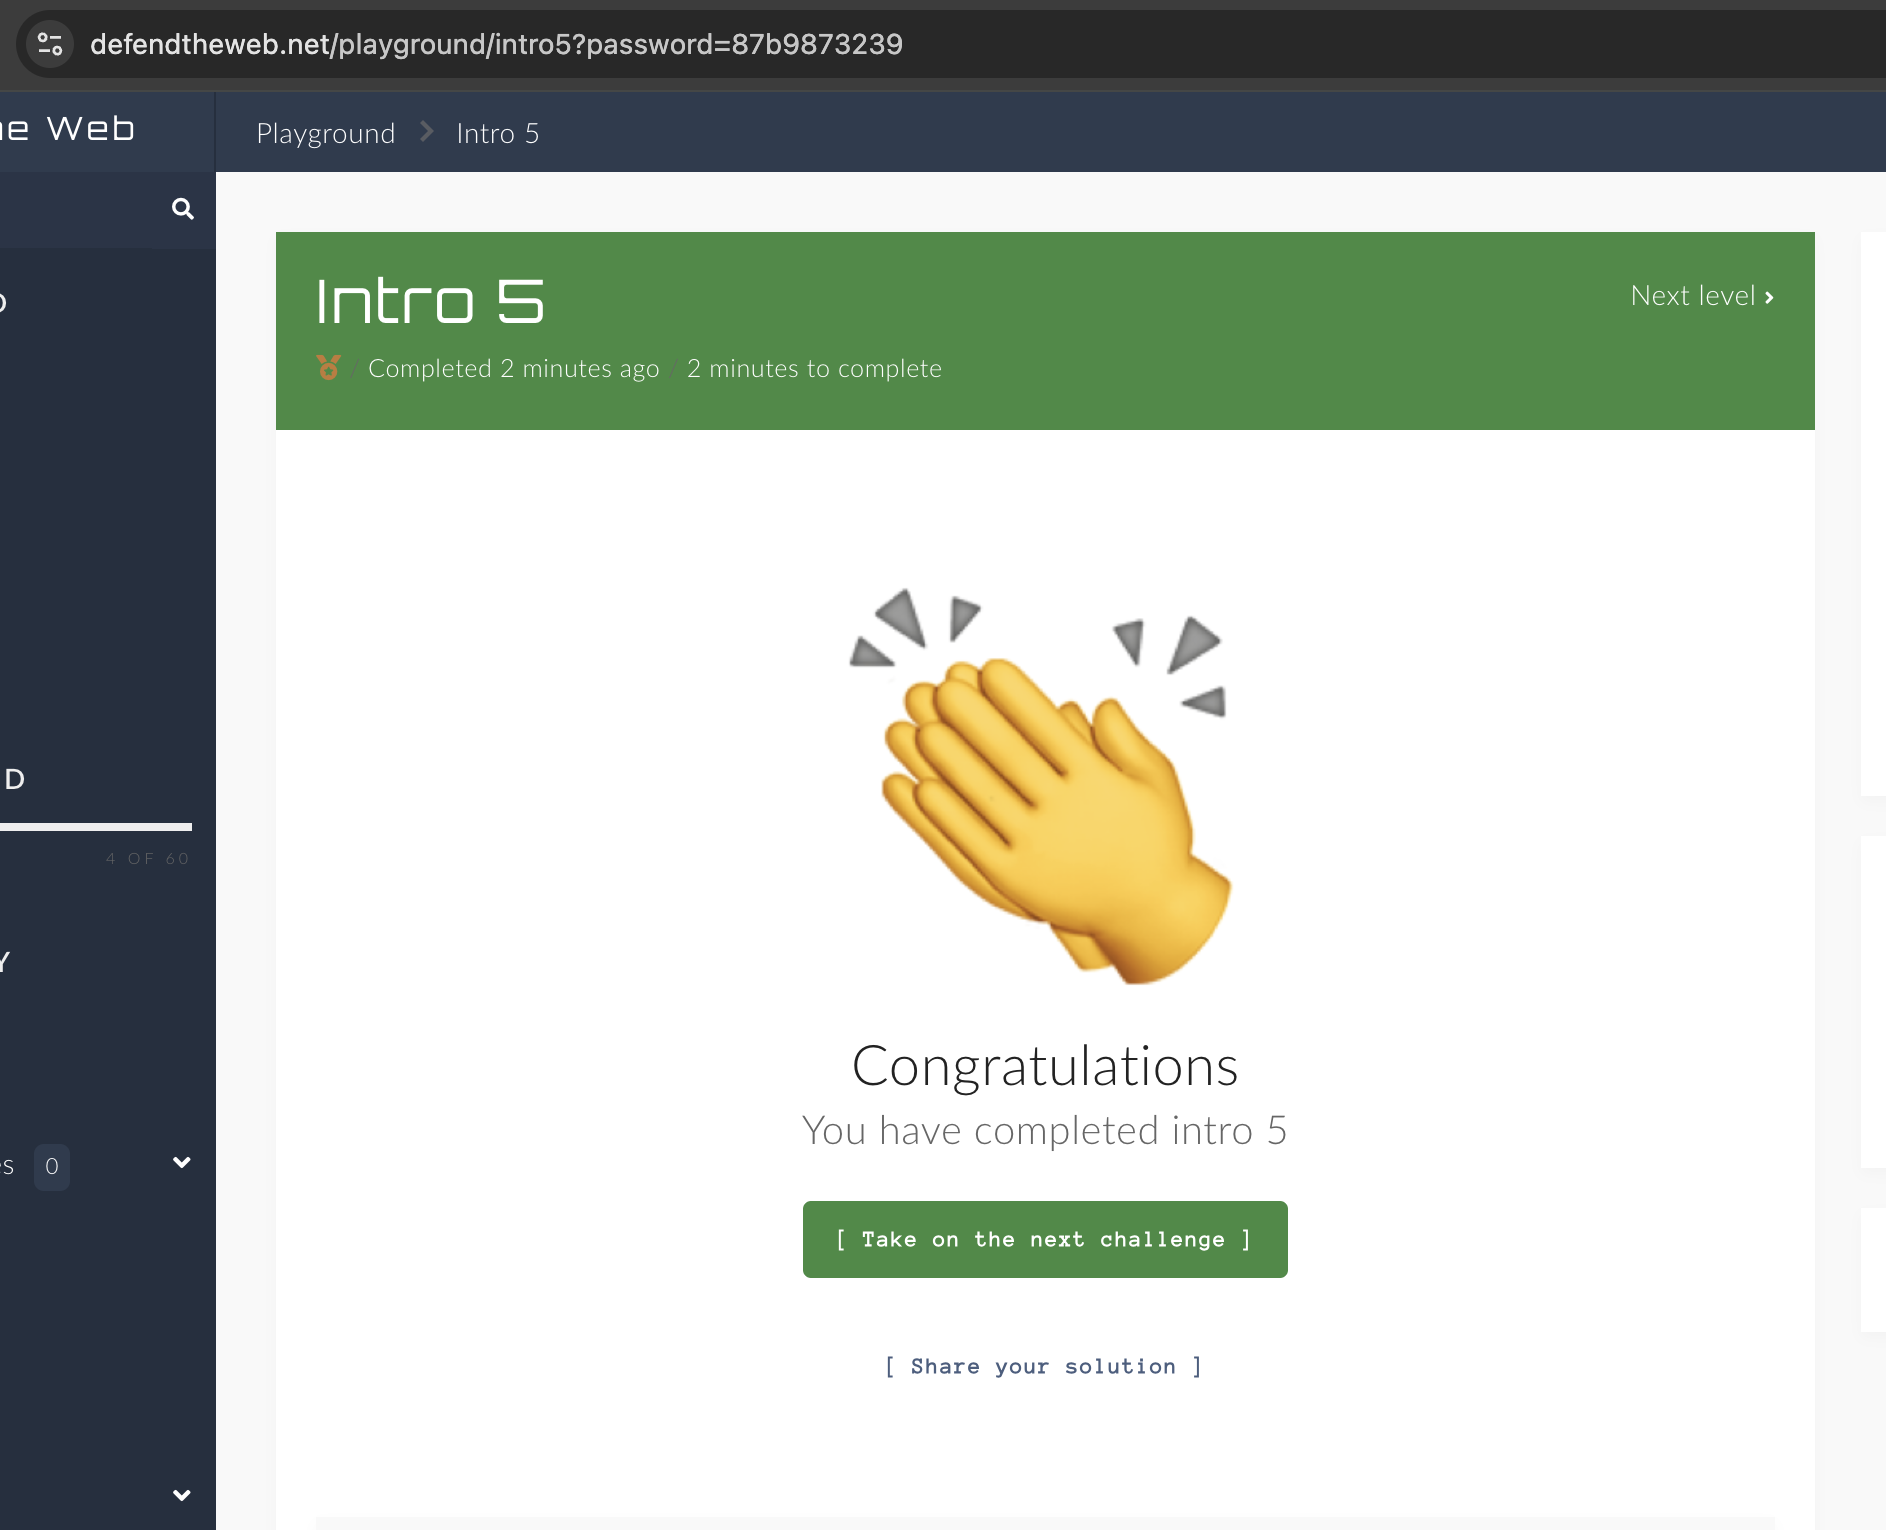 defendtheweb.net/playground/intro5?password=87b9873239
e Web
Playground
Intro 5
Intro 5
Next level
/ Completed 2 minutes ago / 2 minutes to complete
D
4 OF 60
Y
Congratulations
You have completed intro 5
s 0
[ Take on the next challenge ]
[ Share your solution ]